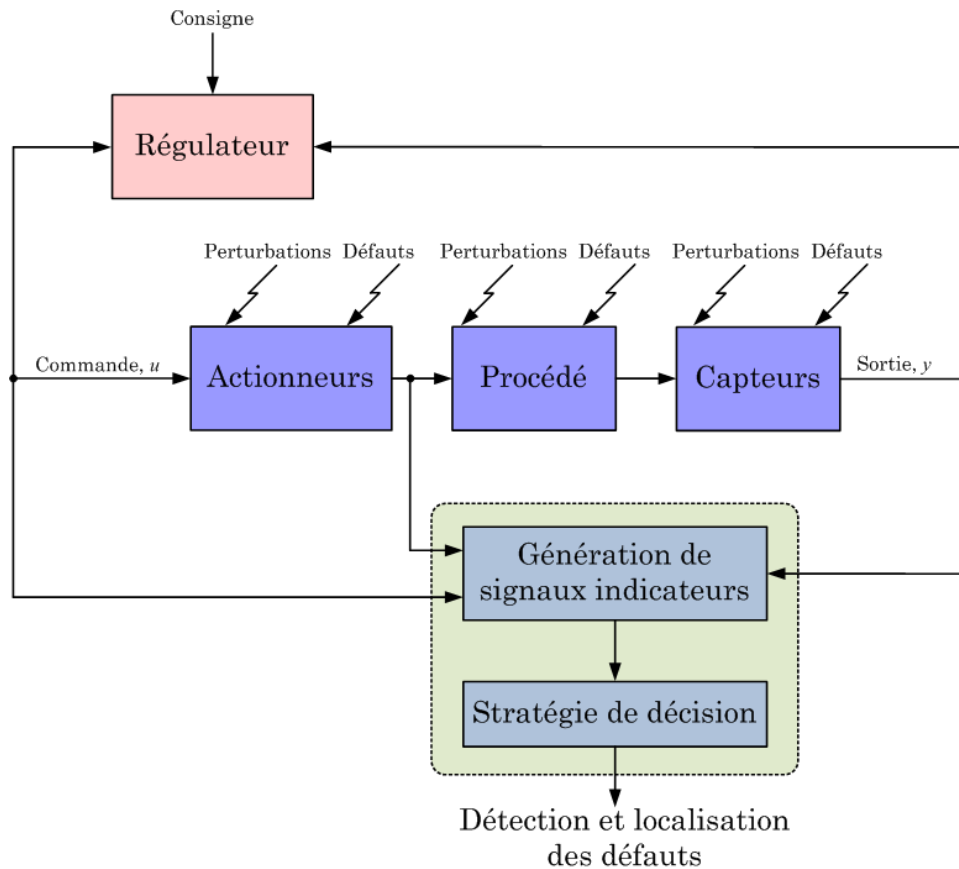 Consigne
Régulateur
Perturbations
Défauts
Perturbations
Défauts
Perturbations
Défauts
Commande, u
Actionneurs
Procédé
Capteurs
Sortie, y
Génération de
signaux indicateurs
Stratégie de décision
Détection et localisation
des défauts